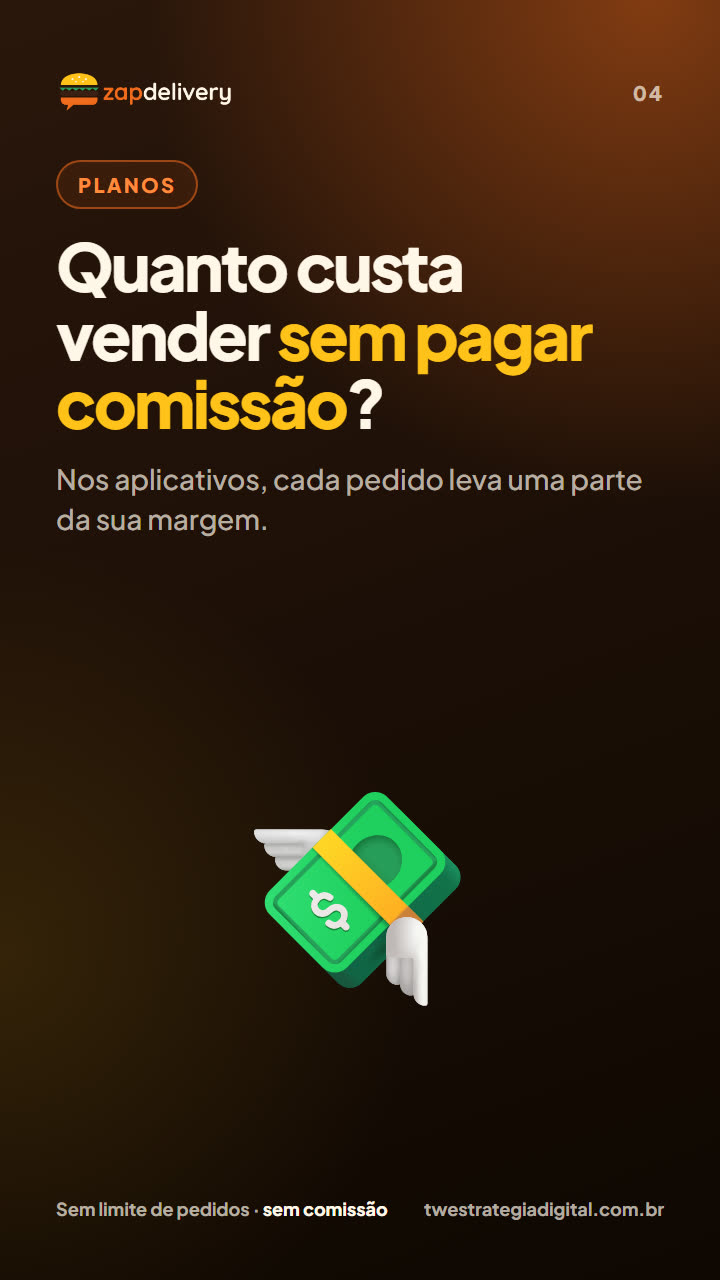 zapdelivery
04
PLANOS
Quanto custa
vender sem pagar
comissão?
Nos aplicativos, cada pedido leva uma parte
da sua margem.
$
Sem limite de pedidos · sem comissão
twestrategiadigital.com.br